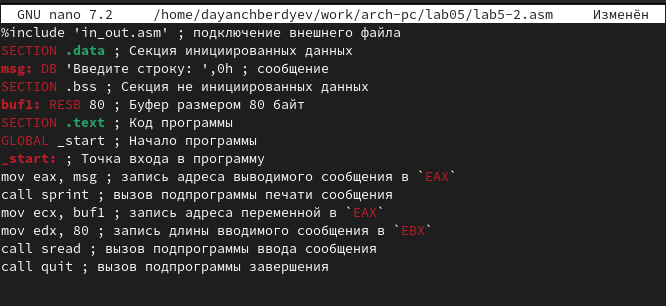 GNU nano 7.2 /home/dayanchberdyev/work/arch-pc/lab05/lab5-2.asm Изменён
%include 'in_out.asm' ; подключение внешнего файла
SECTION .data ; Секция инициированных данных
msg: DB 'Введите строку: ',0h ; сообщение
SECTION .bss ; Секция не инициированных данных
buf1: RESB 80 ; Буфер размером 80 байт
SECTION .text ; Код программы
GLOBAL _start ; Начало программы
_start: ; Точка входа в программу
mov eax, msg ; запись адреса выводимого сообщения в `EAX`
call sprint ; вызов подпрограммы печати сообщения
mov ecx, buf1 ; запись адреса переменной в `EAX`
mov edx, 80 ; запись длины вводимого сообщения в `EBX`
call sread ; вызов подпрограммы ввода сообщения
call quit ; вызов подпрограммы завершения